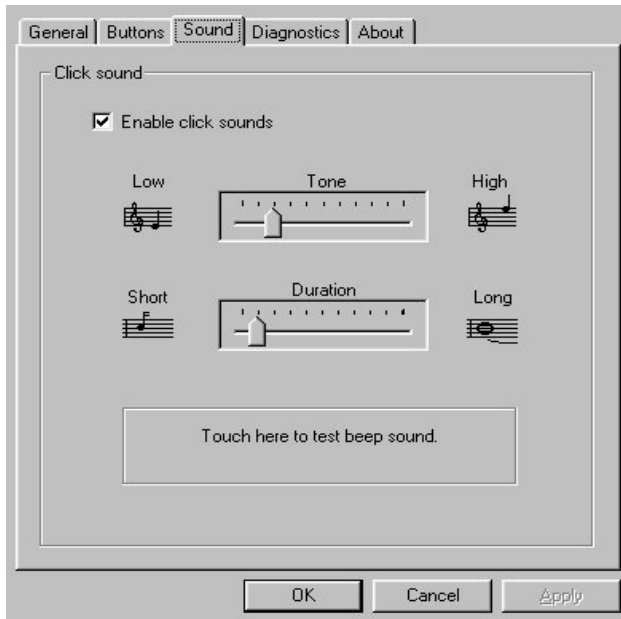 General Buttons Sound Diagnostics About
Click sound
Enable click sounds
Low Tone High
Short Duration Long
Touch here to test beep sound.
OK Cancel Apply